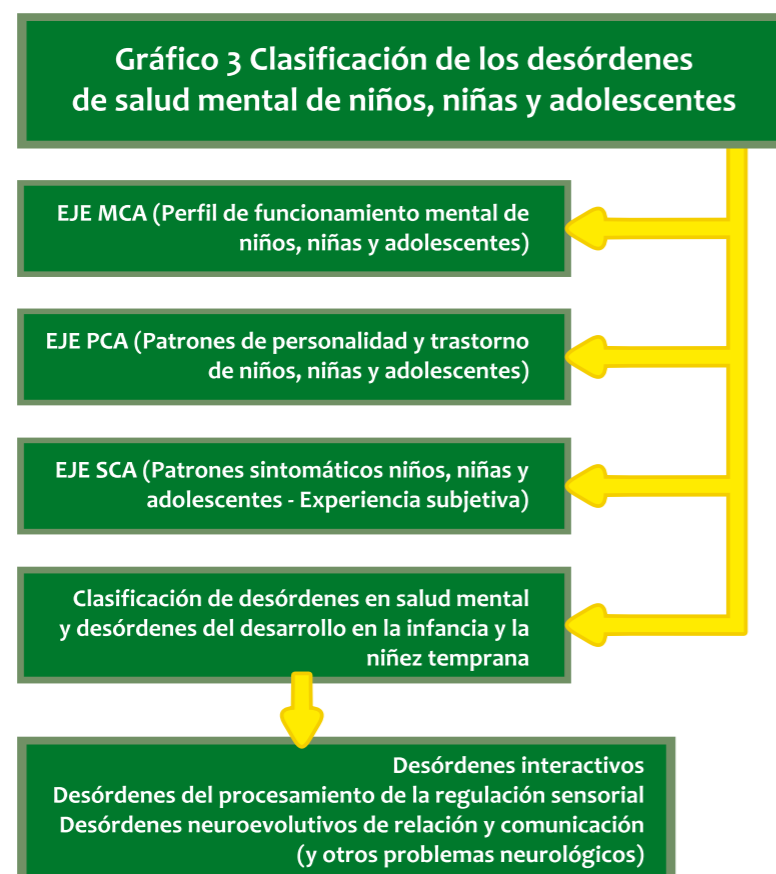 Gráfico 3 Clasificación de los desórdenes
de salud mental de niños, niñas y adolescentes
EJE MCA (Perfil de funcionamiento mental de
niños, niñas y adolescentes)
EJE PCA (Patrones de personalidad y trastorno
de niños, niñas y adolescentes)
EJE SCA (Patrones sintomáticos niños, niñas y
adolescentes - Experiencia subjetiva)
Clasificación de desórdenes en salud mental
y desórdenes del desarrollo en la infancia y la
niñez temprana
Desórdenes interactivos
Desórdenes del procesamiento de la regulación sensorial
Desórdenes neuroevolutivos de relación y comunicación
(y otros problemas neurológicos)